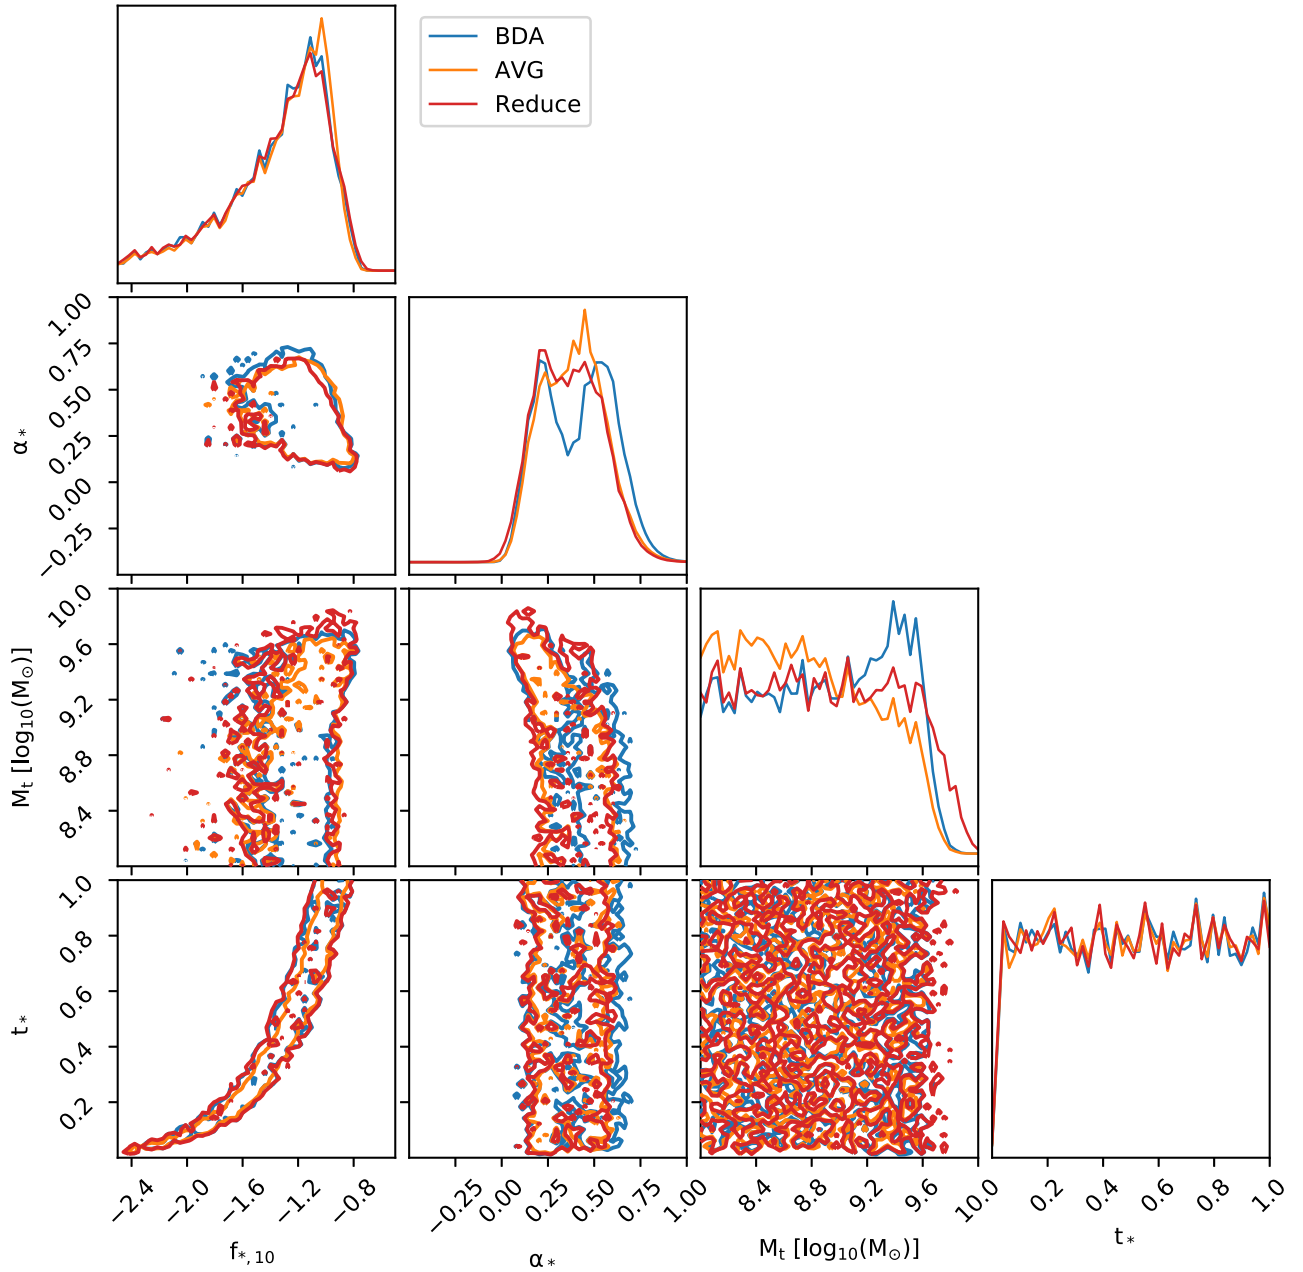 BDA
AVG
Reduce
1.00
0.75
0.50
0.25
0.00
−0.25
α*
10.0
9.6
9.2
8.8
8.4
Mt [log10(M⊙)]
1.0
0.8
0.6
0.4
0.2
t*
−2.4 −2.0 −1.6 −1.2 −0.8
−0.25 0.00 0.25 0.50 0.75 1.00
8.4 8.8 9.2 9.6 10.0
0.2 0.4 0.6 0.8 1.0
f*,10
α*
Mt [log10(M⊙)]
t*